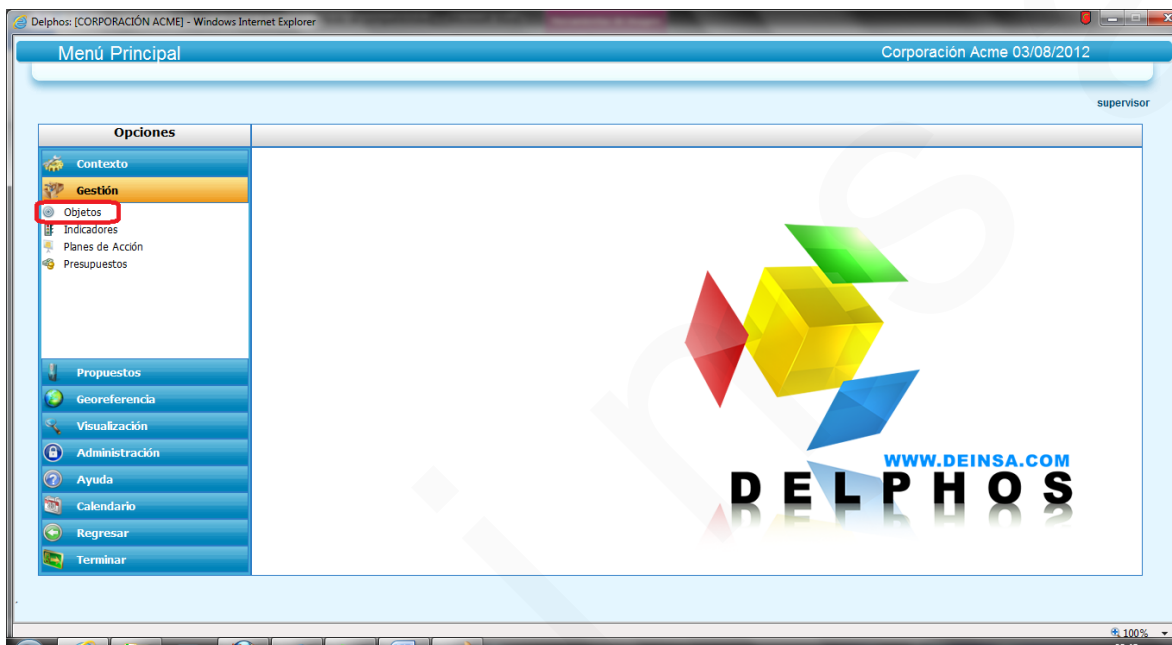 Delphos: [CORPORACIÓN ACME] - Windows Internet Explorer
Menú Principal
Corporación Acme 03/08/2012
supervisor
Opciones
Contexto
Gestión
Objetos
Indicadores
Planes de Acción
Presupuestos
Propuestos
Georeferencia
Visualización
Administración
Ayuda
Calendario
Regresar
Terminar
WWW.DEINSA.COM
DELPHOS
100%